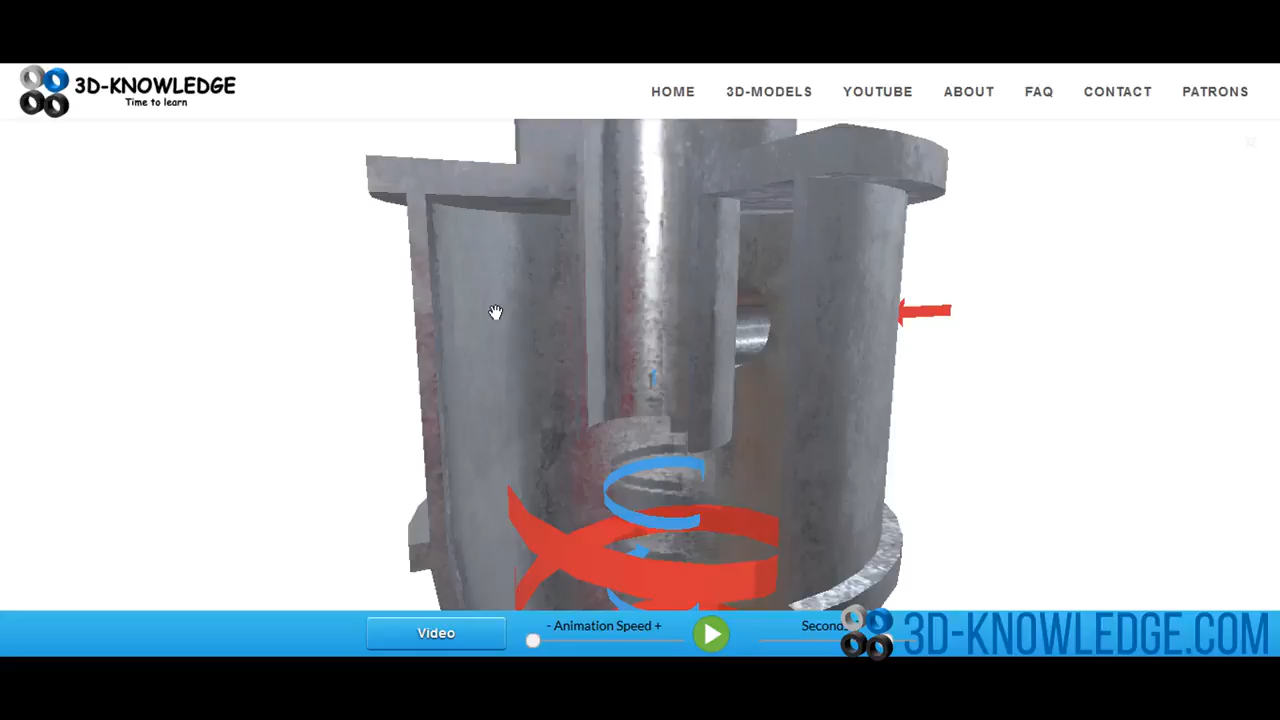 3D-KNOWLEDGE
Time to learn
HOME 3D-MODELS YOUTUBE ABOUT FAQ CONTACT PATRONS
Video
- Animation Speed +
3D-KNOWLEDGE.COM